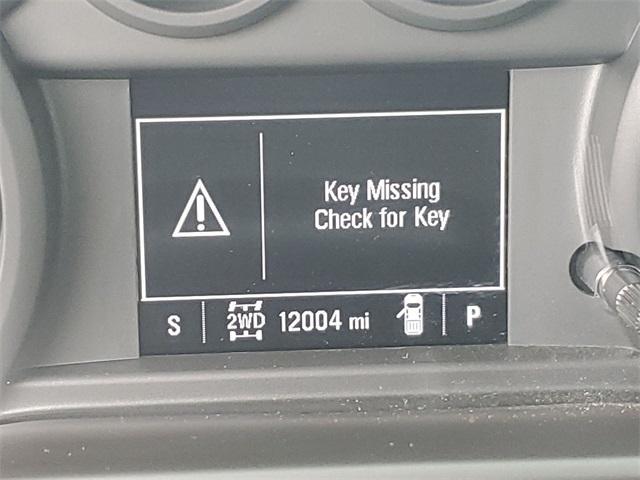 Key Missing
Check for Key
S 2WD 12004 mi P